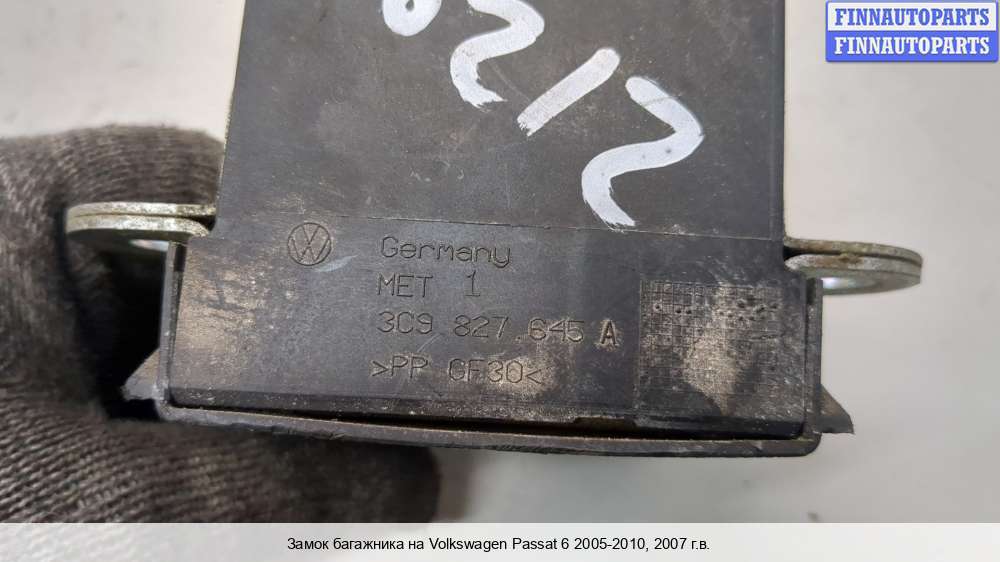 FINNAUTOPARTS
FINNAUTOPARTS
0212
Germany
MET 1
3C9 827.645 A
>PP GF30<
Замок багажника на Volkswagen Passat 6 2005-2010, 2007 г.в.